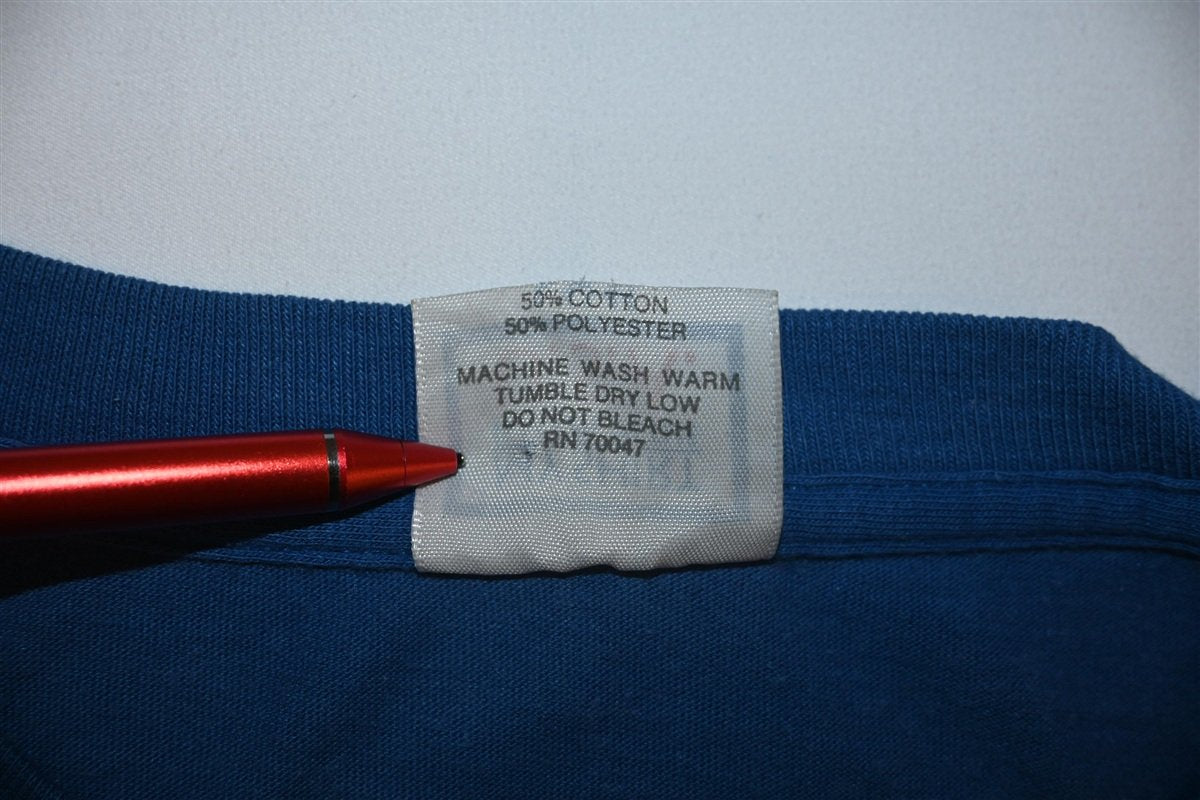 50% COTTON
50% POLYESTER
MACHINE WASH WARM
TUMBLE DRY LOW
DO NOT BLEACH
RN 70047